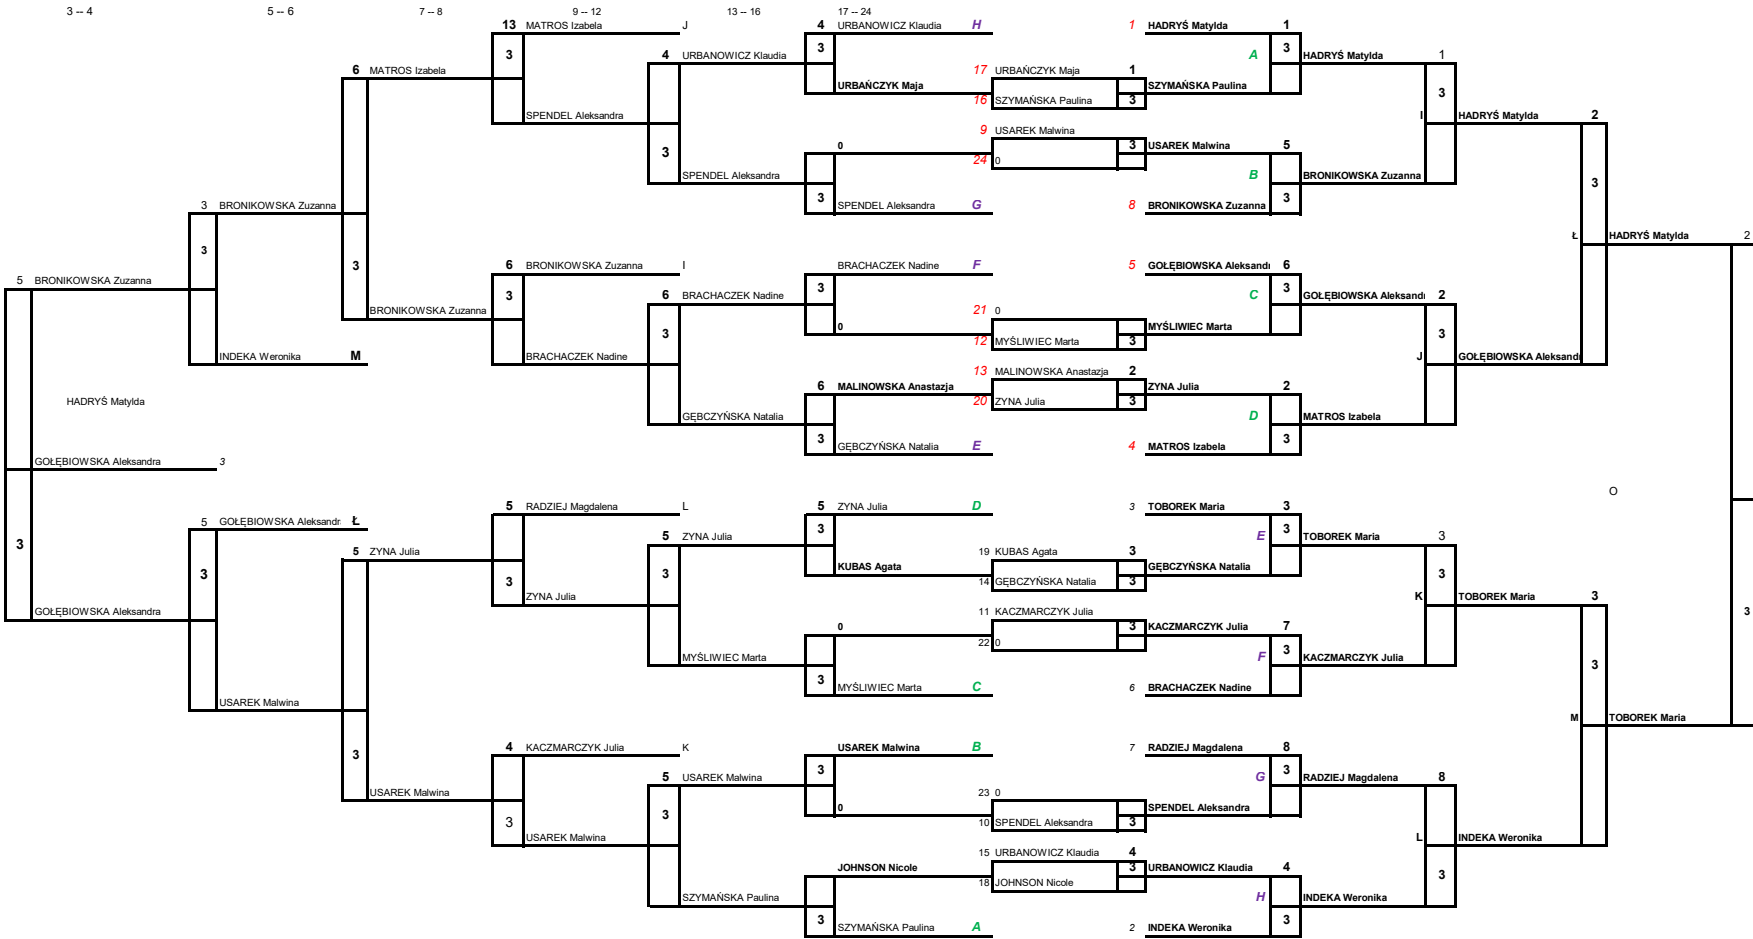 3 -- 4 5 -- 6 7 -- 8 9 -- 12 13 -- 16 17 -- 24
13 MATROS Izabela J 4 URBANOWICZ Klaudia H 1 HADRYŚ Matylda 1
3 4 URBANOWICZ Klaudia 3 A 3 HADRYŚ Matylda 1
6 MATROS Izabela 17 URBAŃCZYK Maja 1
URBAŃCZYK Maja SZYMAŃSKA Paulina 3
16 SZYMAŃSKA Paulina 3
SPENDEL Aleksandra I HADRYŚ Matylda 2
9 USAREK Malwina
3 0 3 USAREK Malwina 5
24 0
SPENDEL Aleksandra B BRONIKOWSKA Zuzanna 3
3 BRONIKOWSKA Zuzanna 3 SPENDEL Aleksandra G 8 BRONIKOWSKA Zuzanna 3
3 Ł HADRYŚ Matylda 2
3 6 BRONIKOWSKA Zuzanna I BRACHACZEK Nadine F 5 GOŁĘBIOWSKA Aleksand 6
5 BRONIKOWSKA Zuzanna 3 6 BRACHACZEK Nadine 3 C 3 GOŁĘBIOWSKA Aleksand 2
BRONIKOWSKA Zuzanna 21 0
3 0 MYŚLIWIEC Marta 3
12 MYŚLIWIEC Marta 3
INDEKA Weronika M BRACHACZEK Nadine J GOŁĘBIOWSKA Aleksand
13 MALINOWSKA Anastazja 2
6 MALINOWSKA Anastazja ZYNA Julia 2
HADRYŚ Matylda 20 ZYNA Julia 3
GĘBCZYŃSKA Natalia D MATROS Izabela
3 GĘBCZYŃSKA Natalia E 4 MATROS Izabela 3
GOŁĘBIOWSKA Aleksandra 3
O
5 RADZIEJ Magdalena L 5 ZYNA Julia D 3 TOBOREK Maria 3
5 GOŁĘBIOWSKA Aleksandr Ł
3 5 ZYNA Julia 5 ZYNA Julia 3 E 3 TOBOREK Maria 3
19 KUBAS Agata 3
KUBAS Agata GĘBCZYŃSKA Natalia
3 3 3 14 GĘBCZYŃSKA Natalia 3 3
ZYNA Julia K TOBOREK Maria 3
GOŁĘBIOWSKA Aleksandra 11 KACZMARCZYK Julia 3
0 3 KACZMARCZYK Julia 7
22 0
MYŚLIWIEC Marta F 3 KACZMARCZYK Julia 3
3 MYŚLIWIEC Marta C 6 BRACHACZEK Nadine
USAREK Malwina
M TOBOREK Maria
3 4 KACZMARCZYK Julia K USAREK Malwina B 7 RADZIEJ Magdalena 8
5 USAREK Malwina 3 G 3 RADZIEJ Magdalena 8
USAREK Malwina 23 0
3 0 SPENDEL Aleksandra
3 10 SPENDEL Aleksandra 3
USAREK Malwina L INDEKA Weronika
15 URBANOWICZ Klaudia 4
JOHNSON Nicole 3 URBANOWICZ Klaudia 4
18 JOHNSON Nicole 3
SZYMAŃSKA Paulina H INDEKA Weronika
3 SZYMAŃSKA Paulina A 2 INDEKA Weronika 3